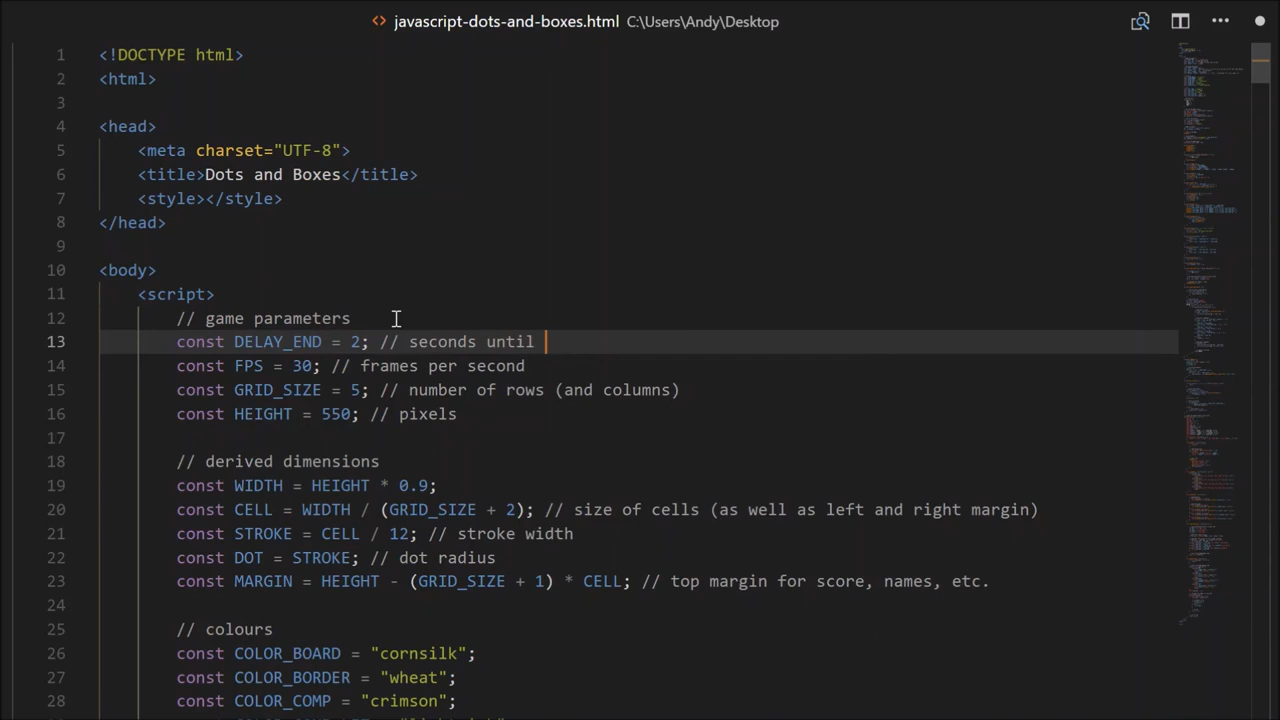 <> javascript-dots-and-boxes.html C:\Users\Andy\Desktop
1 <!DOCTYPE html>
2 <html>
3
4 <head>
5 <meta charset="UTF-8">
6 <title>Dots and Boxes</title>
7 <style></style>
8 </head>
9
10 <body>
11 <script>
12 // game parameters
13 const DELAY_END = 2; // seconds until
14 const FPS = 30; // frames per second
15 const GRID_SIZE = 5; // number of rows (and columns)
16 const HEIGHT = 550; // pixels
17
18 // derived dimensions
19 const WIDTH = HEIGHT * 0.9;
20 const CELL = WIDTH / (GRID_SIZE + 2); // size of cells (as well as left and right margin)
21 const STROKE = CELL / 12; // stroke width
22 const DOT = STROKE; // dot radius
23 const MARGIN = HEIGHT - (GRID_SIZE + 1) * CELL; // top margin for score, names, etc.
24
25 // colours
26 const COLOR_BOARD = "cornsilk";
27 const COLOR_BORDER = "wheat";
28 const COLOR_COMP = "crimson";